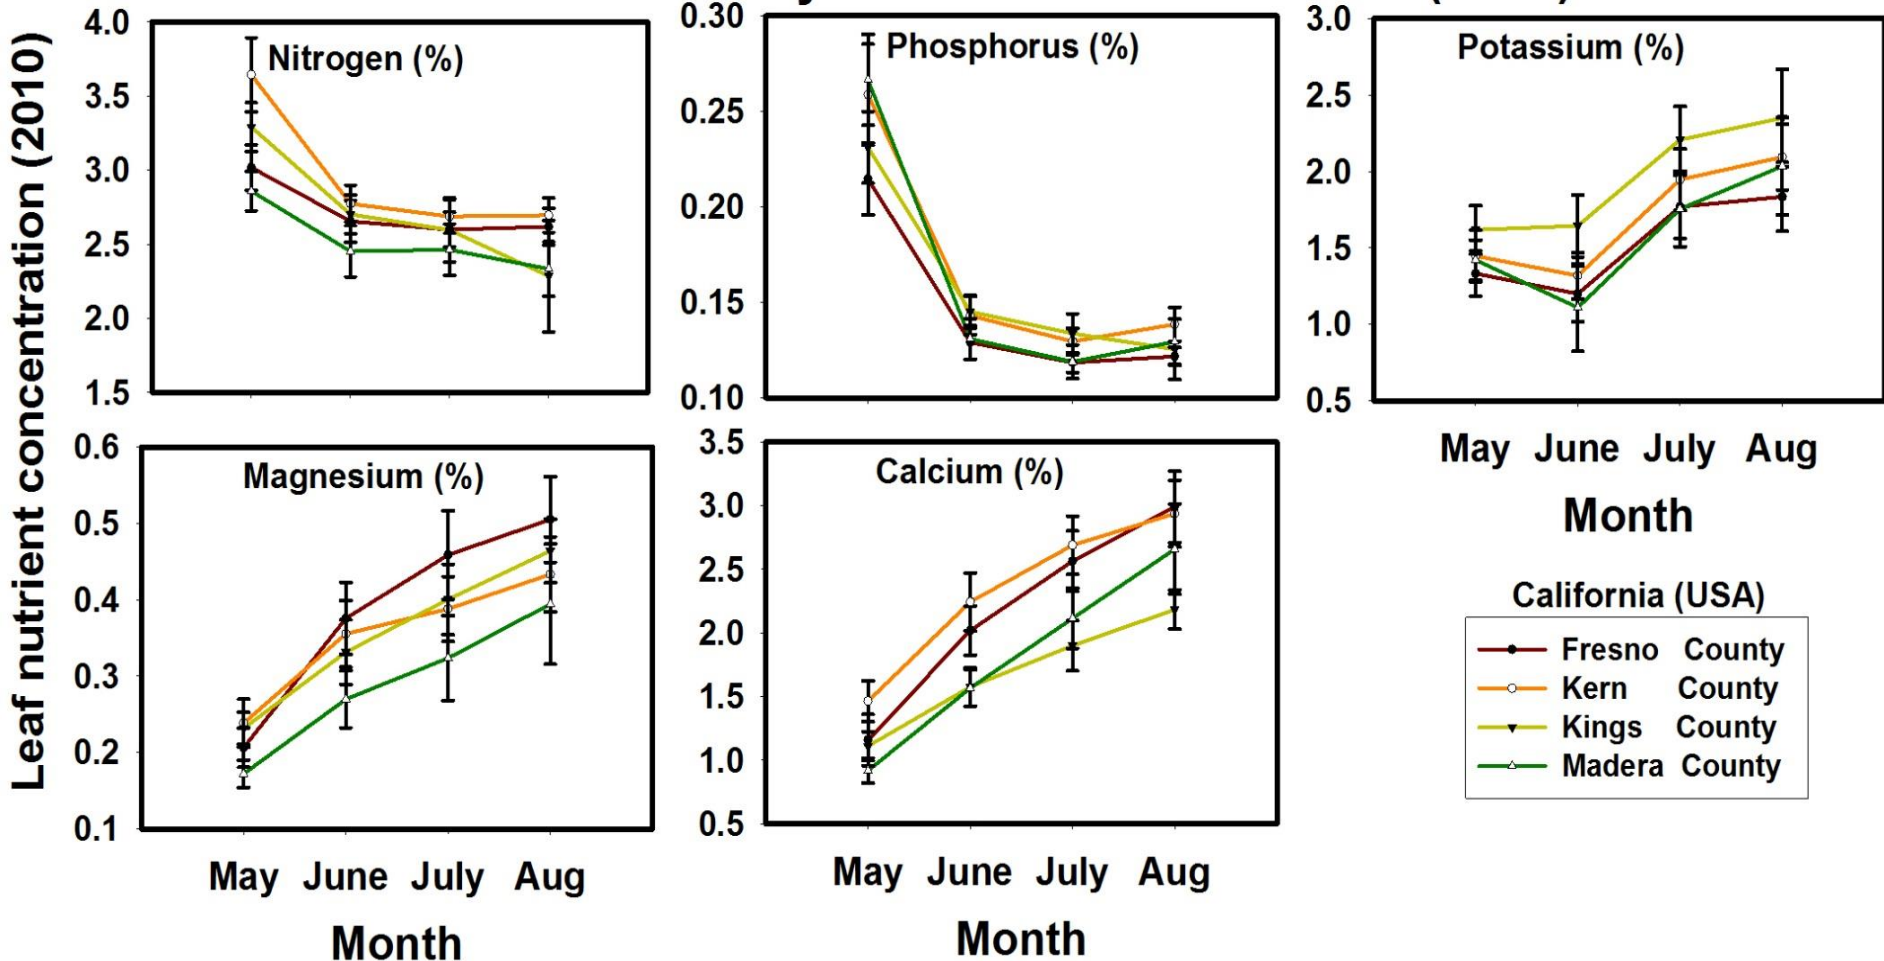 Leaf nutrient concentration (2010)
Nitrogen (%)
4.0
3.5
3.0
2.5
2.0
1.5
Phosphorus (%)
0.30
0.25
0.20
0.15
0.10
Potassium (%)
3.0
2.5
2.0
1.5
1.0
0.5
May June July Aug
Month
Magnesium (%)
0.6
0.5
0.4
0.3
0.2
0.1
May June July Aug
Month
Calcium (%)
3.5
3.0
2.5
2.0
1.5
1.0
0.5
May June July Aug
Month
California (USA)
Fresno County
Kern County
Kings County
Madera County